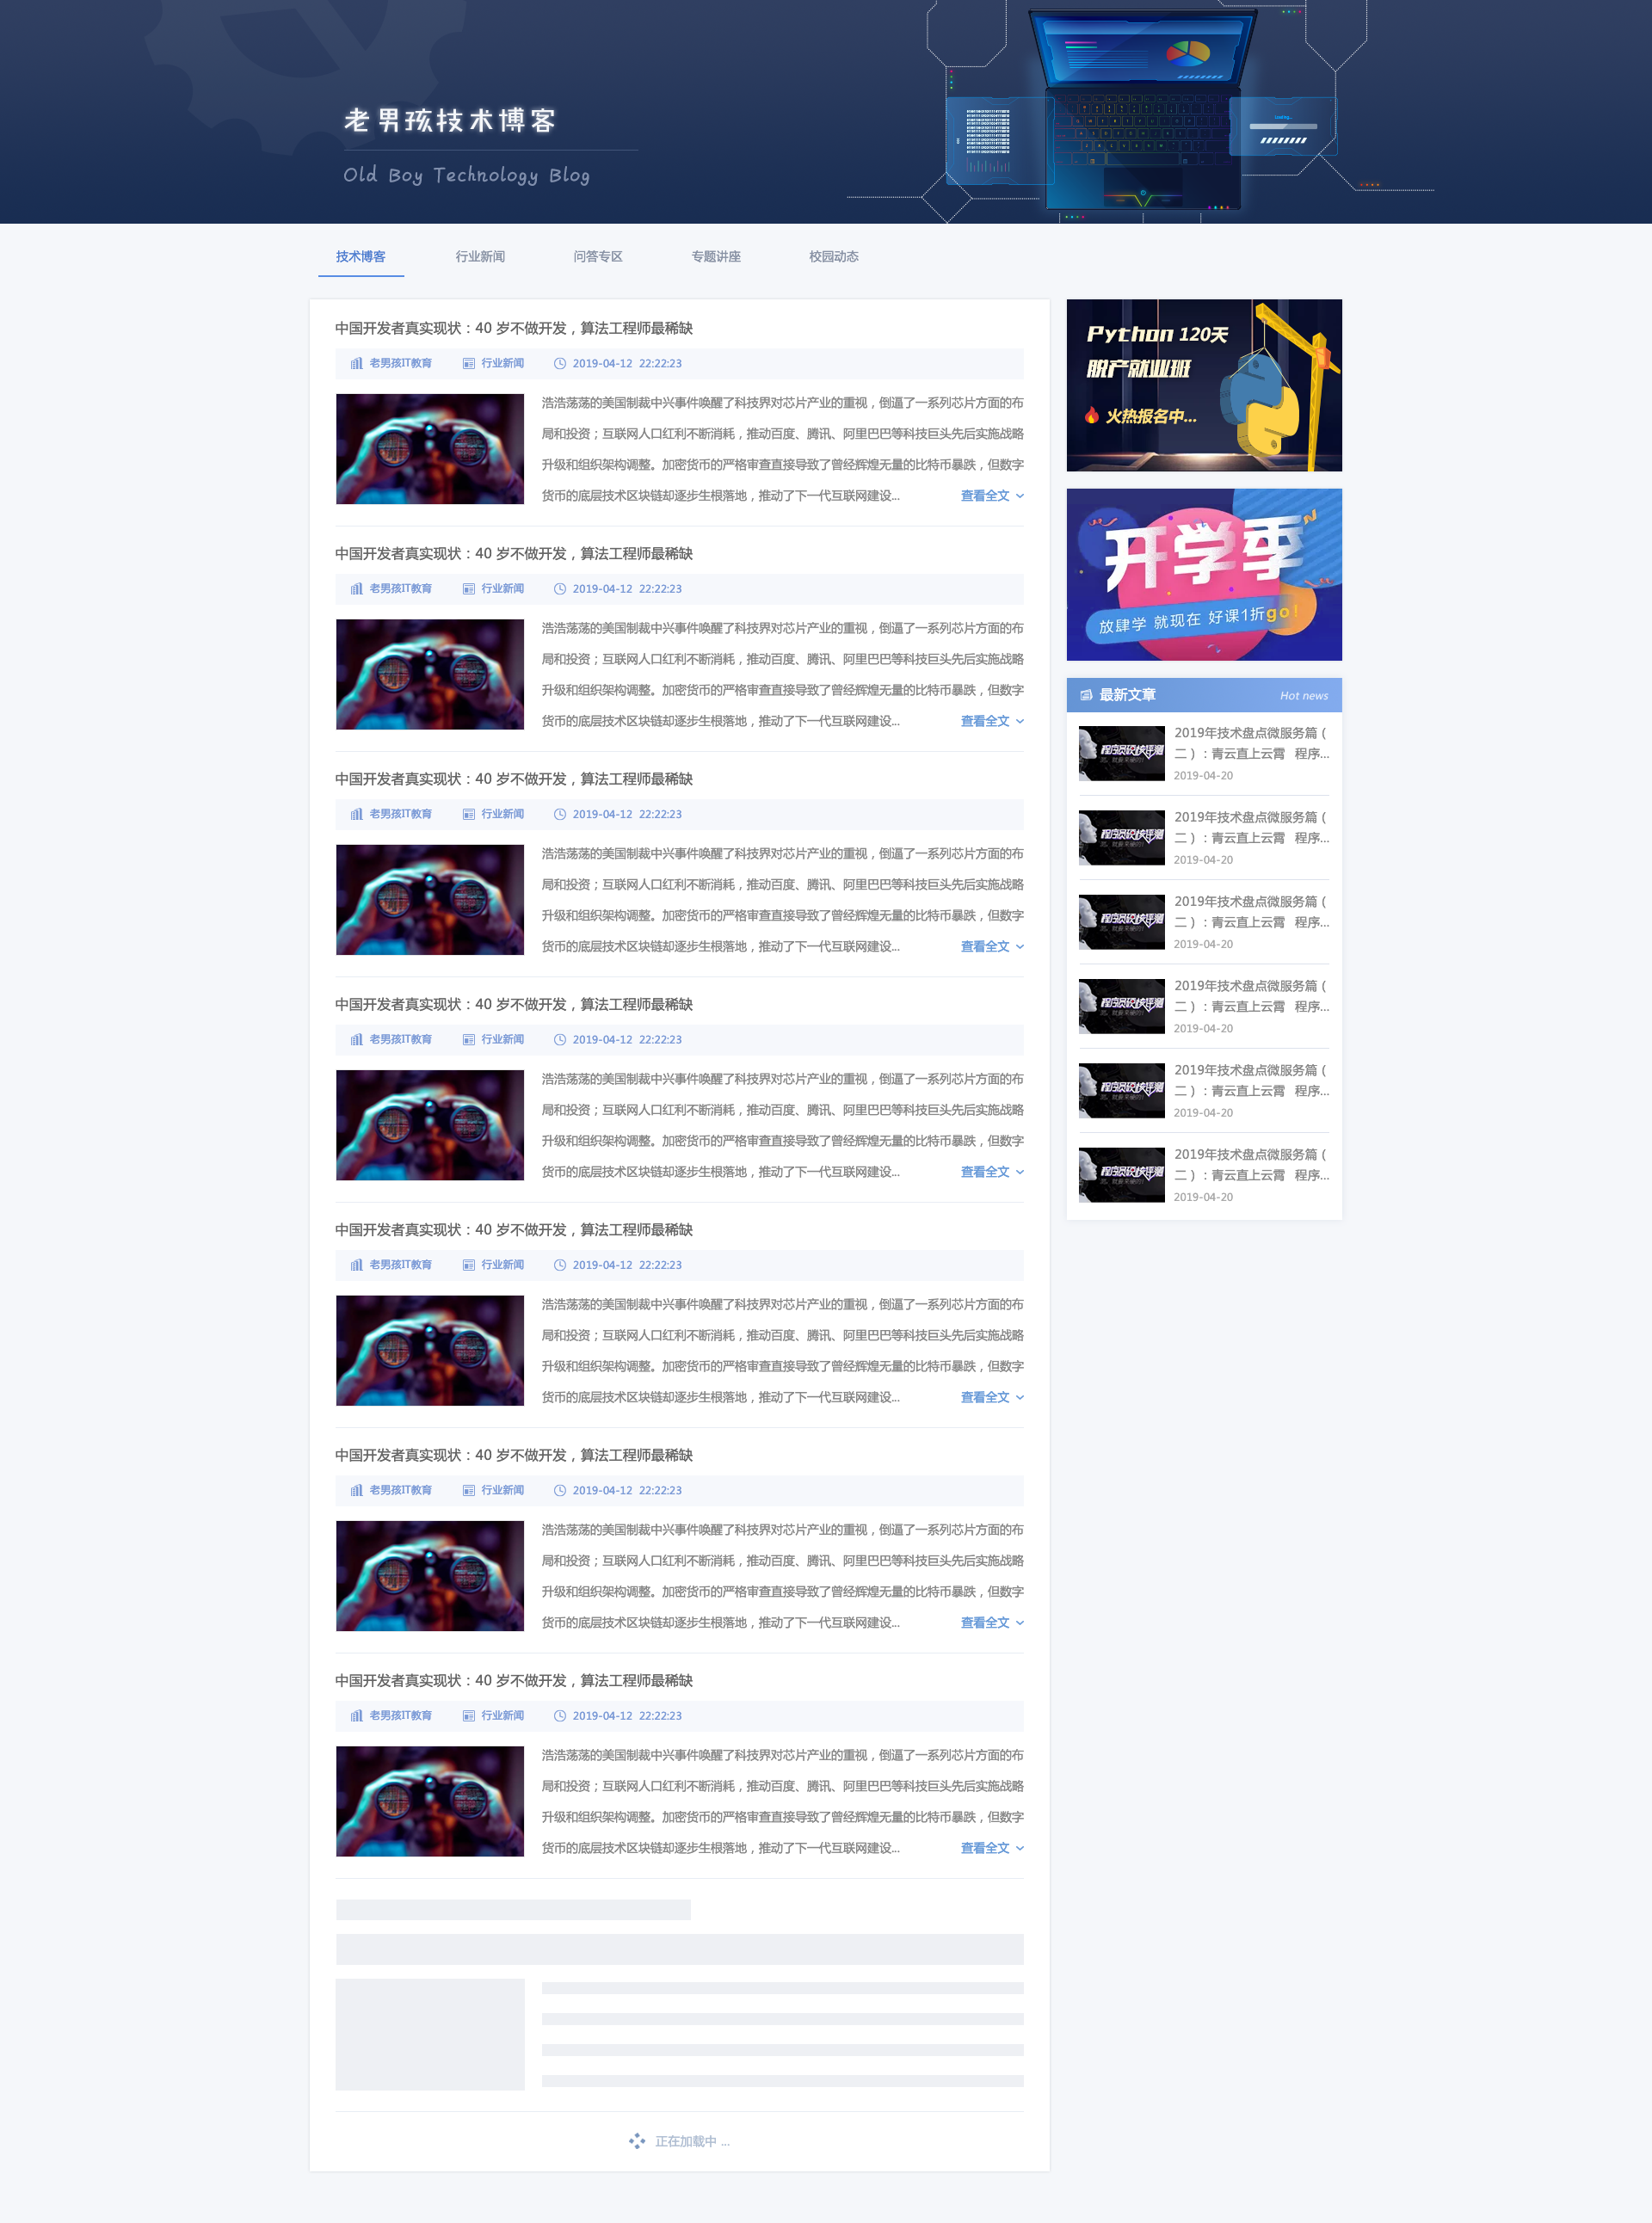 老男孩技术博客
Old Boy Technology Blog
Loading...
技术博客
行业新闻
问答专区
专题讲座
校园动态
中国开发者真实现状：40 岁不做开发，算法工程师最稀缺
老男孩IT教育 行业新闻 2019-04-12 22:22:23
浩浩荡荡的美国制裁中兴事件唤醒了科技界对芯片产业的重视，倒逼了一系列芯片方面的布
局和投资；互联网人口红利不断消耗，推动百度、腾讯、阿里巴巴等科技巨头先后实施战略
升级和组织架构调整。加密货币的严格审查直接导致了曾经辉煌无量的比特币暴跌，但数字
货币的底层技术区块链却逐步生根落地，推动了下一代互联网建设... 查看全文
中国开发者真实现状：40 岁不做开发，算法工程师最稀缺
老男孩IT教育 行业新闻 2019-04-12 22:22:23
浩浩荡荡的美国制裁中兴事件唤醒了科技界对芯片产业的重视，倒逼了一系列芯片方面的布
局和投资；互联网人口红利不断消耗，推动百度、腾讯、阿里巴巴等科技巨头先后实施战略
升级和组织架构调整。加密货币的严格审查直接导致了曾经辉煌无量的比特币暴跌，但数字
货币的底层技术区块链却逐步生根落地，推动了下一代互联网建设... 查看全文
中国开发者真实现状：40 岁不做开发，算法工程师最稀缺
老男孩IT教育 行业新闻 2019-04-12 22:22:23
浩浩荡荡的美国制裁中兴事件唤醒了科技界对芯片产业的重视，倒逼了一系列芯片方面的布
局和投资；互联网人口红利不断消耗，推动百度、腾讯、阿里巴巴等科技巨头先后实施战略
升级和组织架构调整。加密货币的严格审查直接导致了曾经辉煌无量的比特币暴跌，但数字
货币的底层技术区块链却逐步生根落地，推动了下一代互联网建设... 查看全文
中国开发者真实现状：40 岁不做开发，算法工程师最稀缺
老男孩IT教育 行业新闻 2019-04-12 22:22:23
浩浩荡荡的美国制裁中兴事件唤醒了科技界对芯片产业的重视，倒逼了一系列芯片方面的布
局和投资；互联网人口红利不断消耗，推动百度、腾讯、阿里巴巴等科技巨头先后实施战略
升级和组织架构调整。加密货币的严格审查直接导致了曾经辉煌无量的比特币暴跌，但数字
货币的底层技术区块链却逐步生根落地，推动了下一代互联网建设... 查看全文
中国开发者真实现状：40 岁不做开发，算法工程师最稀缺
老男孩IT教育 行业新闻 2019-04-12 22:22:23
浩浩荡荡的美国制裁中兴事件唤醒了科技界对芯片产业的重视，倒逼了一系列芯片方面的布
局和投资；互联网人口红利不断消耗，推动百度、腾讯、阿里巴巴等科技巨头先后实施战略
升级和组织架构调整。加密货币的严格审查直接导致了曾经辉煌无量的比特币暴跌，但数字
货币的底层技术区块链却逐步生根落地，推动了下一代互联网建设... 查看全文
中国开发者真实现状：40 岁不做开发，算法工程师最稀缺
老男孩IT教育 行业新闻 2019-04-12 22:22:23
浩浩荡荡的美国制裁中兴事件唤醒了科技界对芯片产业的重视，倒逼了一系列芯片方面的布
局和投资；互联网人口红利不断消耗，推动百度、腾讯、阿里巴巴等科技巨头先后实施战略
升级和组织架构调整。加密货币的严格审查直接导致了曾经辉煌无量的比特币暴跌，但数字
货币的底层技术区块链却逐步生根落地，推动了下一代互联网建设... 查看全文
中国开发者真实现状：40 岁不做开发，算法工程师最稀缺
老男孩IT教育 行业新闻 2019-04-12 22:22:23
浩浩荡荡的美国制裁中兴事件唤醒了科技界对芯片产业的重视，倒逼了一系列芯片方面的布
局和投资；互联网人口红利不断消耗，推动百度、腾讯、阿里巴巴等科技巨头先后实施战略
升级和组织架构调整。加密货币的严格审查直接导致了曾经辉煌无量的比特币暴跌，但数字
货币的底层技术区块链却逐步生根落地，推动了下一代互联网建设... 查看全文
正在加载中 ...
Python 120天
脱产就业班
火热报名中...
开学季
放肆学 就现在 好课1折go!
最新文章 Hot news
2019年技术盘点微服务篇（
二）：青云直上云霄 程序...
2019-04-20
2019年技术盘点微服务篇（
二）：青云直上云霄 程序...
2019-04-20
2019年技术盘点微服务篇（
二）：青云直上云霄 程序...
2019-04-20
2019年技术盘点微服务篇（
二）：青云直上云霄 程序...
2019-04-20
2019年技术盘点微服务篇（
二）：青云直上云霄 程序...
2019-04-20
2019年技术盘点微服务篇（
二）：青云直上云霄 程序...
2019-04-20